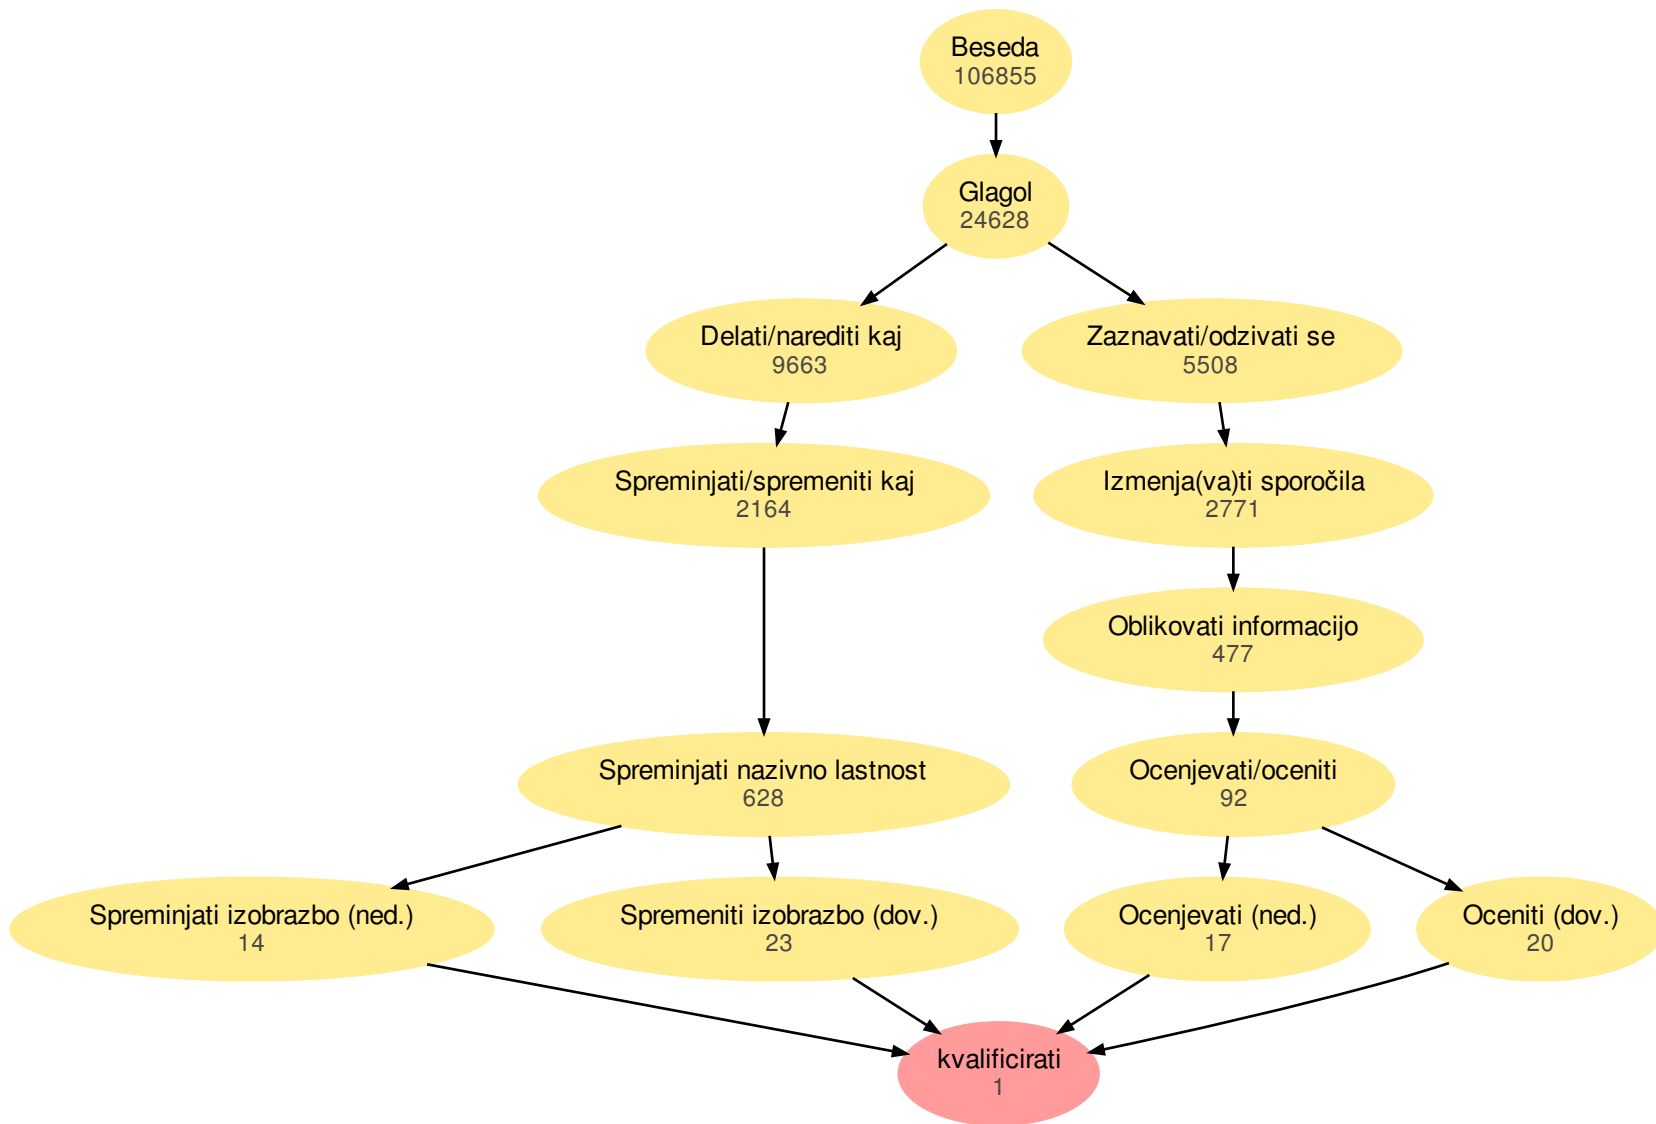 Beseda
106855
Glagol
24628
Delati/narediti kaj
9663
Zaznavati/odzivati se
5508
Spreminjati/spremeniti kaj
2164
Izmenja(va)ti sporočila
2771
Oblikovati informacijo
477
Spreminjati nazivno lastnost
628
Ocenjevati/oceniti
92
Spreminjati izobrazbo (ned.)
14
Spremeniti izobrazbo (dov.)
23
Ocenjevati (ned.)
17
Oceniti (dov.)
20
kvalificirati
1